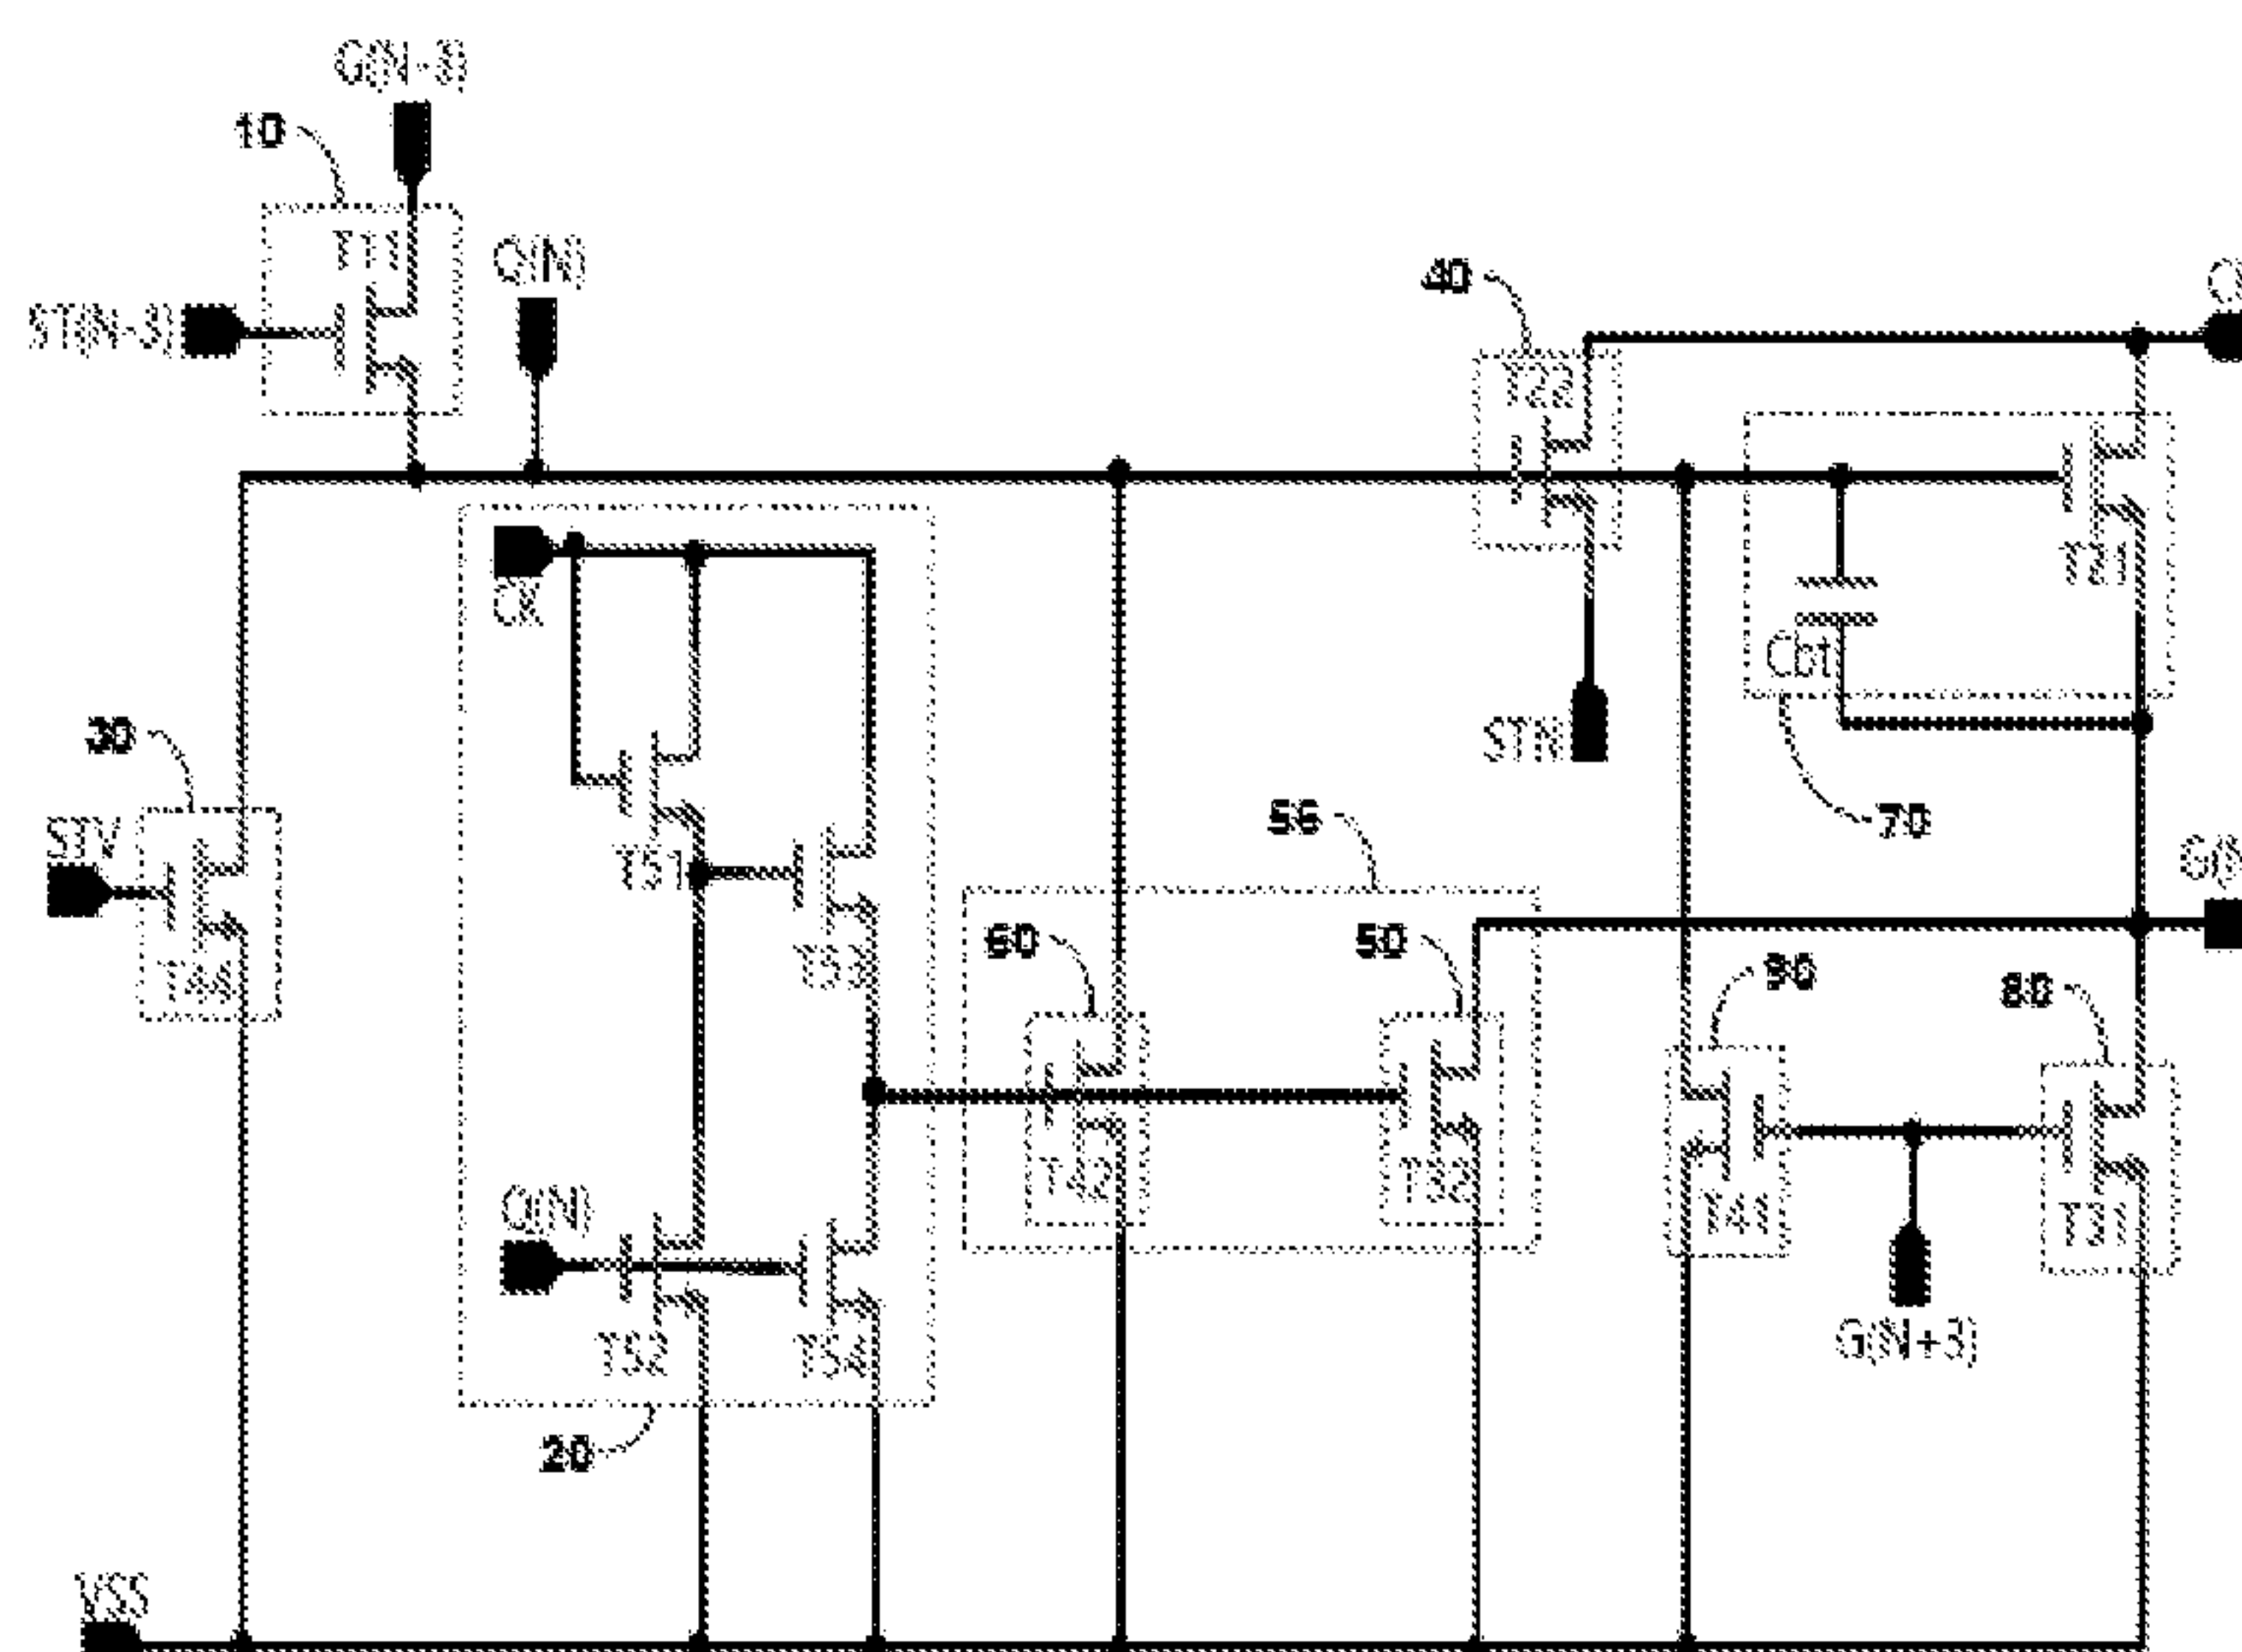 G(N-3)
10
T11
Q(N)
ST(N-3)
40
T22
CK
T21
Cbt
30
STN
STV
70
56
T51
T53
60
50
90
80
T44
T42
T32
Q(N)
T41
T31
T52
T54
G(N+3)
20
VSS